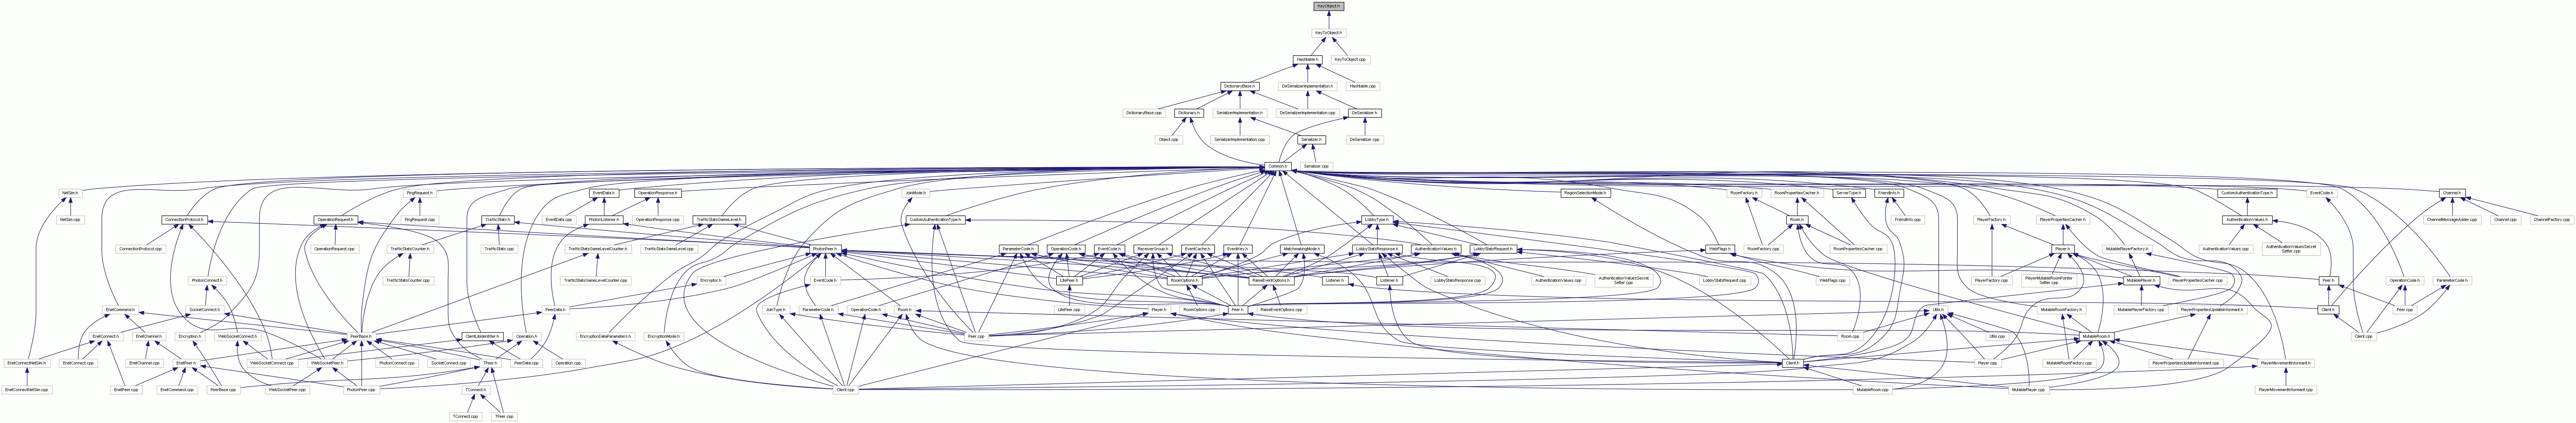 KeyObject.h
KeyToObject.h
Hashtable.h
KeyToObject.cpp
DictionaryBase.h
DeSerializerImplementation.h
Hashtable.cpp
DictionaryBase.cpp
Dictionary.h
SerializerImplementation.h
DeSerializerImplementation.cpp
DeSerializer.h
Object.cpp
SerializerImplementation.cpp
Serializer.h
DeSerializer.cpp
Common.h
Serializer.cpp
NetSim.h
PingRequest.h
EventData.h
OperationResponse.h
JoinMode.h
RegionSelectionMode.h
RoomFactory.h
RoomPropertiesCacher.h
ServerType.h
FriendInfo.h
CustomAuthenticationType.h
EventCode.h
Channel.h
NetSim.cpp
ConnectionProtocol.h
OperationRequest.h
PingRequest.cpp
TrafficStats.h
EventData.cpp
PhotonListener.h
OperationResponse.cpp
TrafficStatsGameLevel.h
CustomAuthenticationType.h
LobbyType.h
Room.h
FriendInfo.cpp
PlayerFactory.h
PlayerPropertiesCacher.h
AuthenticationValues.h
ChannelMessageAdder.cpp
Channel.cpp
ChannelFactory.cpp
ConnectionProtocol.cpp
OperationRequest.cpp
TrafficStatsCounter.h
TrafficStats.cpp
TrafficStatsGameLevelCounter.h
TrafficStatsGameLevel.cpp
PhotonPeer.h
ParameterCode.h
OperationCode.h
EventCode.h
ReceiverGroup.h
EventCache.h
EventKey.h
MatchmakingMode.h
LobbyStatsResponse.h
AuthenticationValues.h
LobbyStatsRequest.h
WebFlags.h
RoomFactory.cpp
RoomPropertiesCacher.cpp
Player.h
MutablePlayerFactory.h
AuthenticationValues.cpp
AuthenticationValuesSecret
Setter.cpp
PhotonConnect.h
TrafficStatsCounter.cpp
TrafficStatsGameLevelCounter.cpp
Encryptor.h
EventCode.h
LitePeer.h
RoomOptions.h
RaiseEventOptions.h
Listener.h
Listener.h
LobbyStatsResponse.cpp
AuthenticationValues.cpp
AuthenticationValuesSecret
Setter.cpp
LobbyStatsRequest.cpp
WebFlags.cpp
PlayerFactory.cpp
PlayerMutableRoomPointer
Setter.cpp
MutablePlayer.h
PlayerPropertiesCacher.cpp
Peer.h
OperationCode.h
ParameterCode.h
EnetCommand.h
SocketConnect.h
PeerData.h
JoinType.h
ParameterCode.h
OperationCode.h
Room.h
LitePeer.cpp
Player.h
RoomOptions.cpp
Peer.h
RaiseEventOptions.cpp
Utils.h
MutableRoomFactory.h
MutablePlayerFactory.cpp
PlayerPropertiesUpdateInformant.h
Client.h
Peer.cpp
EnetConnect.h
EnetChannel.h
Encryption.h
WebSocketConnect.h
PeerBase.h
ClientListenter.h
Operation.h
EncryptionDataParameters.h
EncryptionMode.h
Peer.cpp
Room.cpp
Utils.cpp
MutableRoom.h
Client.cpp
EnetConnectNetSim.h
EnetConnect.cpp
EnetChannel.cpp
EnetPeer.h
WebSocketConnect.cpp
WebSocketPeer.h
PhotonConnect.cpp
SocketConnect.cpp
TPeer.h
PeerData.cpp
Operation.cpp
Client.h
Player.cpp
MutableRoomFactory.cpp
PlayerPropertiesUpdateInformant.cpp
PlayerMovementInformant.h
EnetConnectNetSim.cpp
EnetPeer.cpp
EnetCommand.cpp
PeerBase.cpp
WebSocketPeer.cpp
PhotonPeer.cpp
TConnect.h
Client.cpp
MutableRoom.cpp
MutablePlayer.cpp
PlayerMovementInformant.cpp
TConnect.cpp
TPeer.cpp